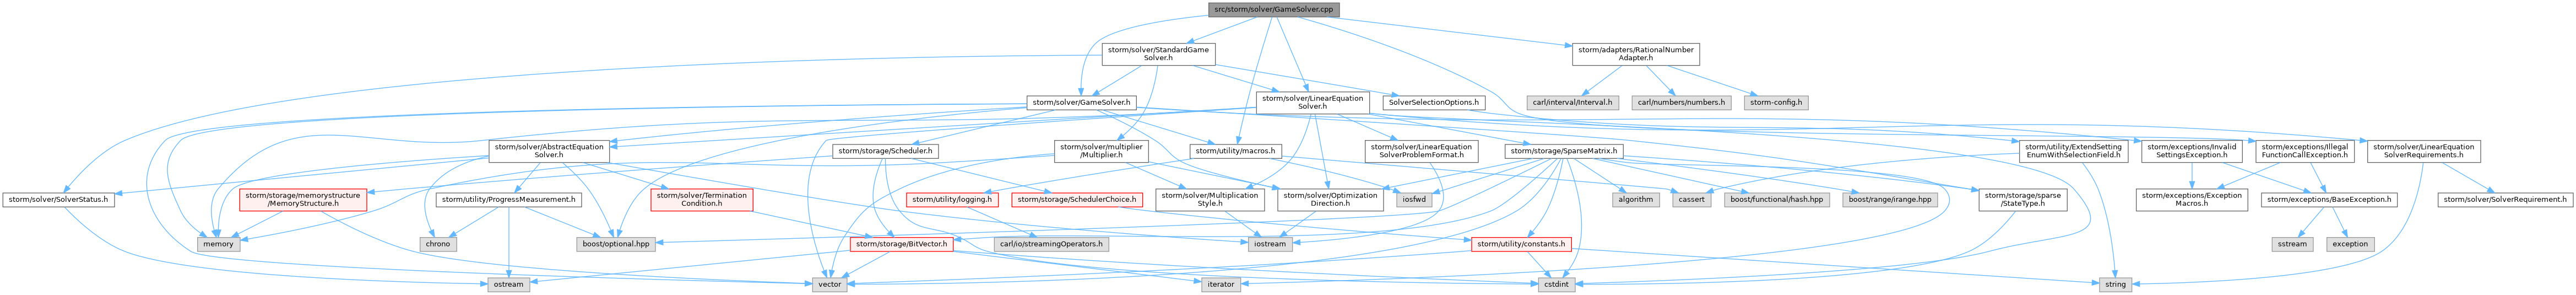 src/storm/solver/GameSolver.cpp
storm/solver/StandardGame
Solver.h
storm/adapters/RationalNumber
Adapter.h
storm/solver/GameSolver.h
storm/solver/LinearEquation
Solver.h
SolverSelectionOptions.h
carl/interval/Interval.h
carl/numbers/numbers.h
storm-config.h
storm/solver/AbstractEquation
Solver.h
storm/storage/Scheduler.h
storm/solver/multiplier
/Multiplier.h
storm/utility/macros.h
storm/solver/LinearEquation
SolverProblemFormat.h
storm/storage/SparseMatrix.h
storm/utility/ExtendSetting
EnumWithSelectionField.h
storm/exceptions/Invalid
SettingsException.h
storm/exceptions/Illegal
FunctionCallException.h
storm/solver/LinearEquation
SolverRequirements.h
storm/solver/SolverStatus.h
storm/storage/memorystructure
/MemoryStructure.h
storm/utility/ProgressMeasurement.h
storm/solver/Termination
Condition.h
storm/utility/logging.h
storm/storage/SchedulerChoice.h
storm/solver/Multiplication
Style.h
storm/solver/Optimization
Direction.h
iosfwd
algorithm
cassert
boost/functional/hash.hpp
boost/range/irange.hpp
storm/storage/sparse
/StateType.h
storm/exceptions/Exception
Macros.h
storm/exceptions/BaseException.h
storm/solver/SolverRequirement.h
memory
chrono
boost/optional.hpp
storm/storage/BitVector.h
carl/io/streamingOperators.h
iostream
storm/utility/constants.h
sstream
exception
ostream
vector
iterator
cstdint
string